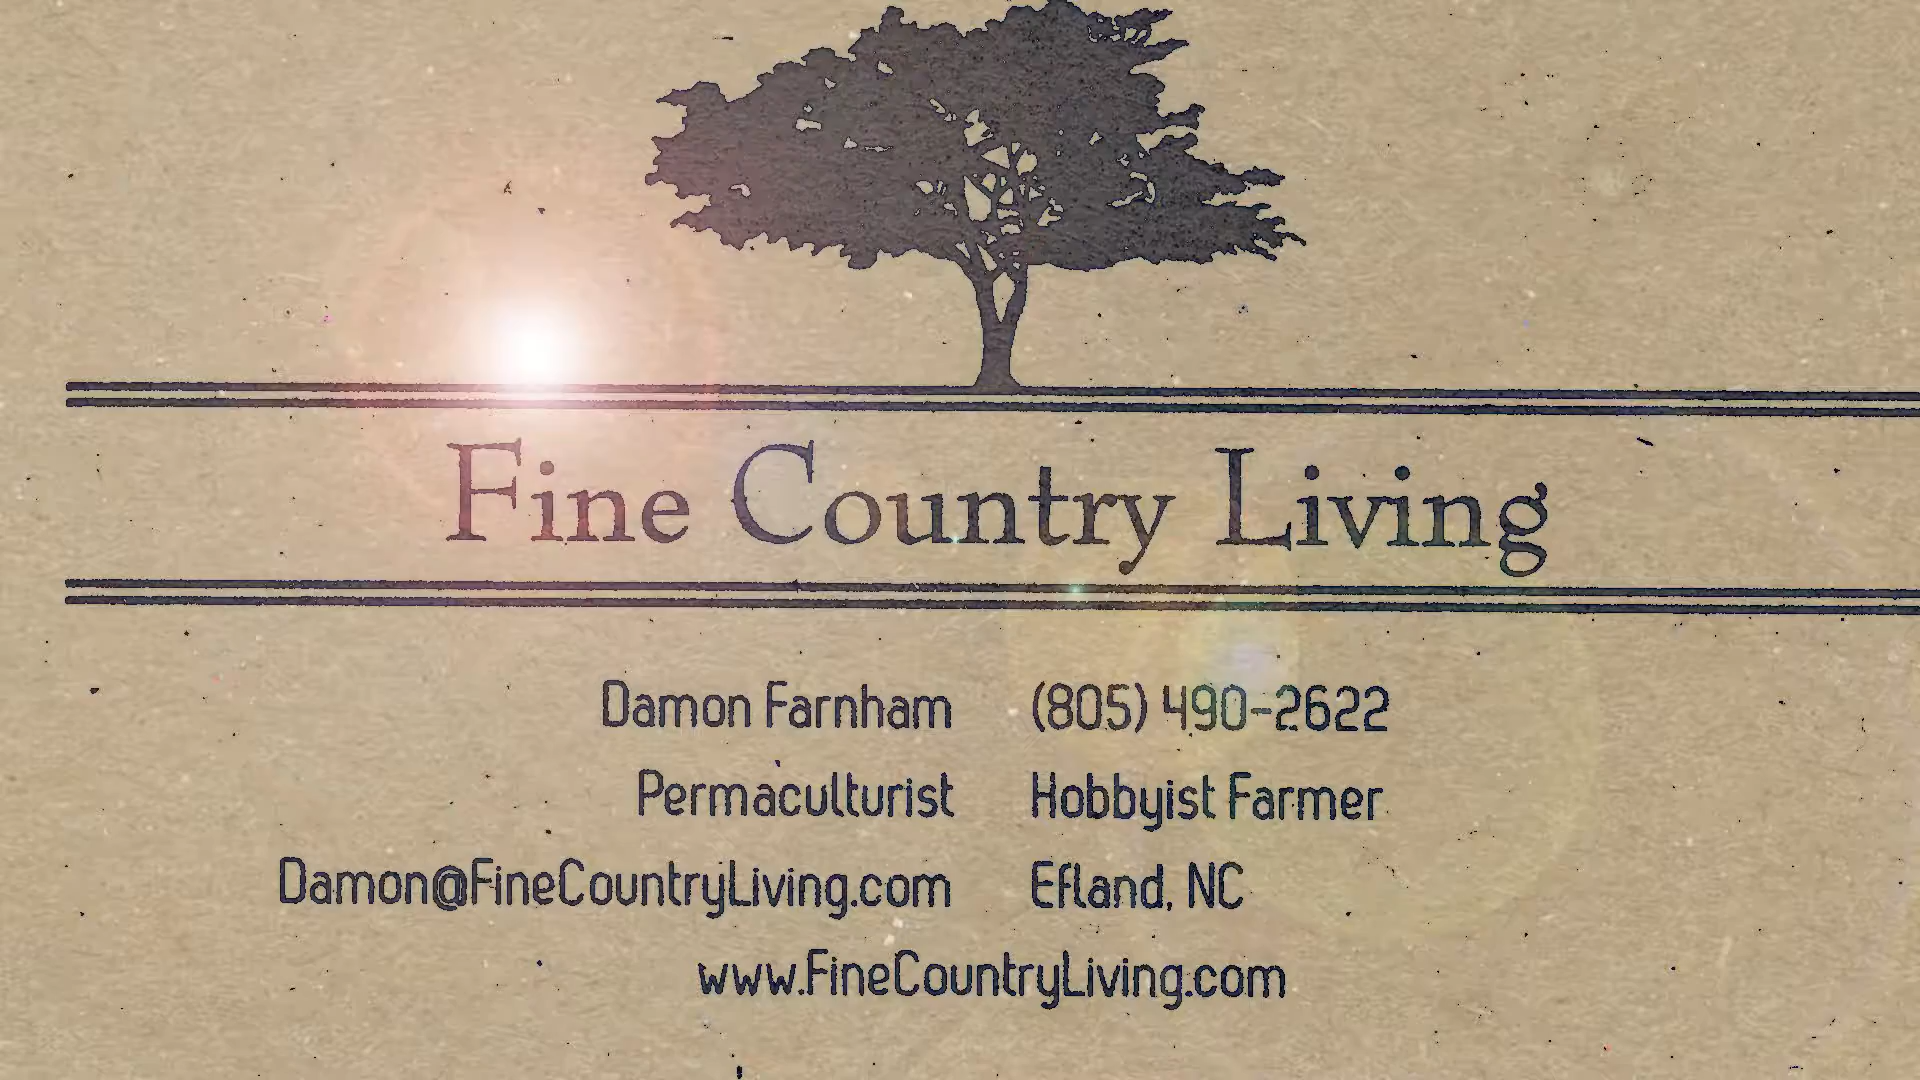 Fine Country Living
Damon Farnham (805) 490-2622
Permaculturist Hobbyist Farmer
Damon@FineCountryLiving.com Efland, NC
www.FineCountryLiving.com